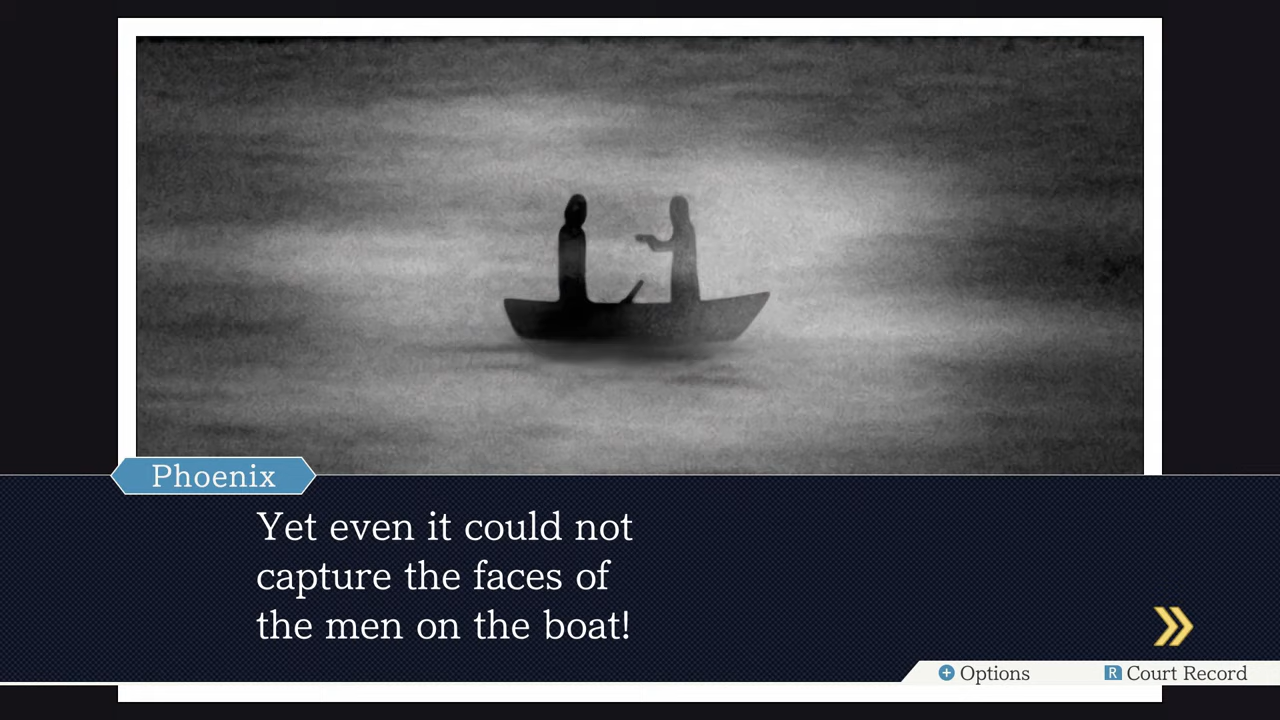 Phoenix
Yet even it could not
capture the faces of
the men on the boat!
+ Options
R Court Record